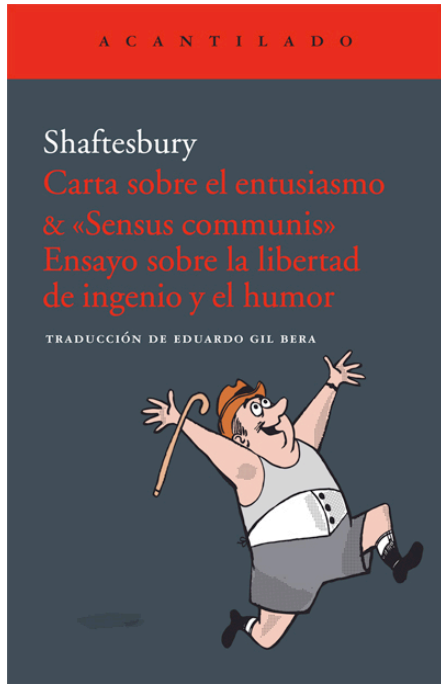 ACANTILADO
Shaftesbury
Carta sobre el entusiasmo
& «Sensus communis»
Ensayo sobre la libertad
de ingenio y el humor
TRADUCCIÓN DE EDUARDO GIL BERA